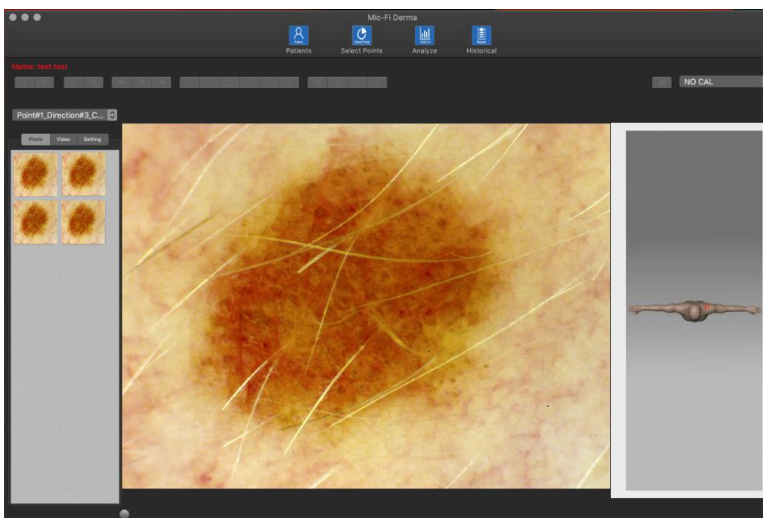 Mic-Fi Derma
Patients
Select Points
Analyze
Historical
Name: test test
NO CAL
Point#1_Direction#3_C...
Photo
Video
Setting